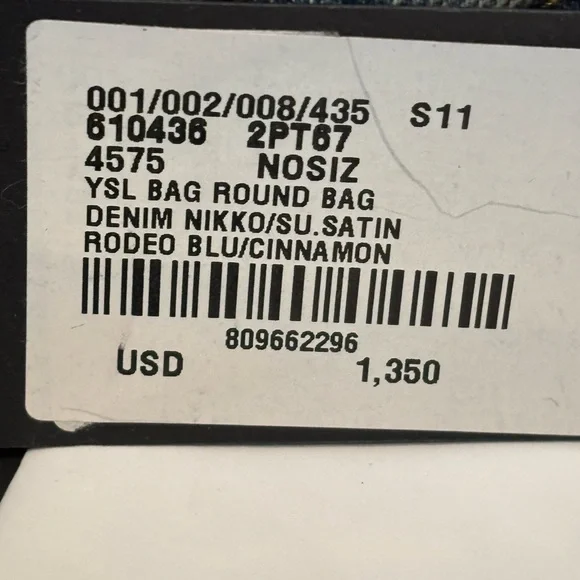 001/002/008/435 S11
610436 2PT67
4575 NOSIZ
YSL BAG ROUND BAG
DENIM NIKKO/SU.SATIN
RODEO BLU/CINNAMON
809662296
USD 1,350